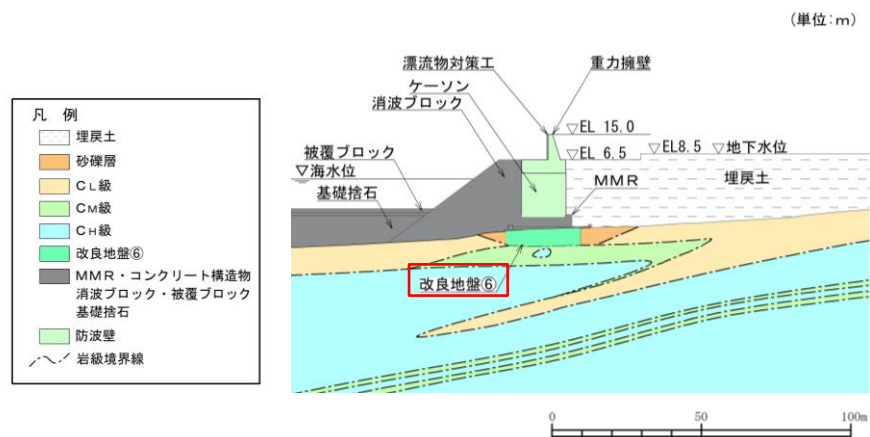 (単位:m)
漂流物対策工
重力擁壁
ケーソン
消波ブロック
▽EL 15.0
被覆ブロック
▽EL 6.5
▽EL8.5
▽地下水位
▽海水位
MMR
埋戻土
基礎捨石
改良地盤⑥
凡 例
埋戻土
砂礫層
CL級
CM級
CH級
改良地盤⑥
MMR・コンクリート構造物
消波ブロック・被覆ブロック
基礎捨石
防波壁
岩級境界線
0
50
100m